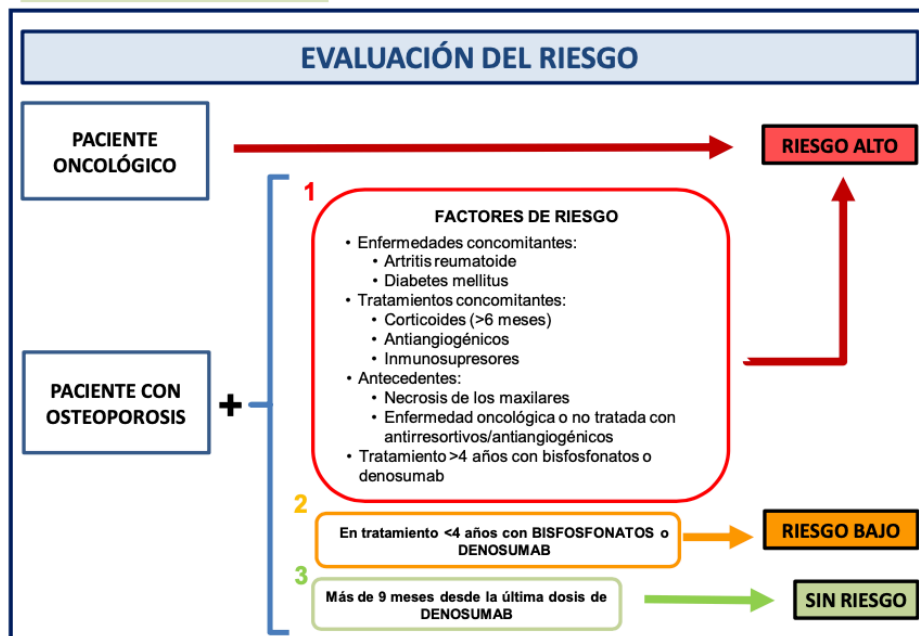 EVALUACIÓN DEL RIESGO
PACIENTE
ONCOLÓGICO
RIESGO ALTO
1
FACTORES DE RIESGO
• Enfermedades concomitantes:
• Artritis reumatoide
• Diabetes mellitus
• Tratamientos concomitantes:
• Corticoides (>6 meses)
• Antiangiogénicos
• Inmunosupresores
• Antecedentes:
• Necrosis de los maxilares
• Enfermedad oncológica o no tratada con
antirresortivos/antiangiogénicos
• Tratamiento >4 años con bisfosfonatos o
denosumab
PACIENTE CON
OSTEOPOROSIS
+
2
En tratamiento <4 años con BISFOSFONATOS o
DENOSUMAB
RIESGO BAJO
3
Más de 9 meses desde la última dosis de
DENOSUMAB
SIN RIESGO